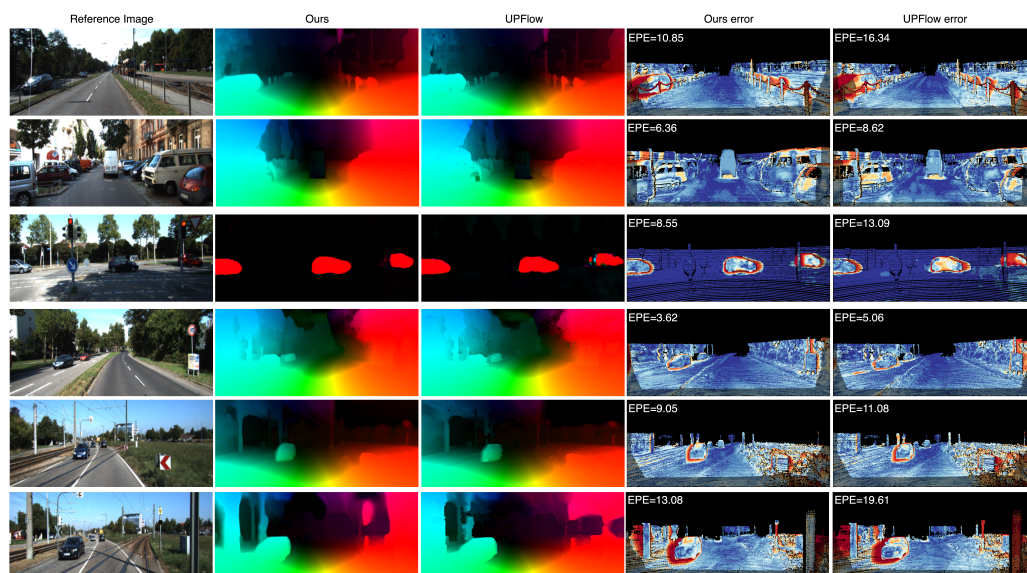 Reference Image
Ours
UPFlow
Ours error
UPFlow error
EPE=10.85
EPE=16.34
EPE=6.36
EPE=8.62
EPE=8.55
EPE=13.09
EPE=3.62
EPE=5.06
EPE=9.05
EPE=11.08
EPE=13.08
EPE=19.61